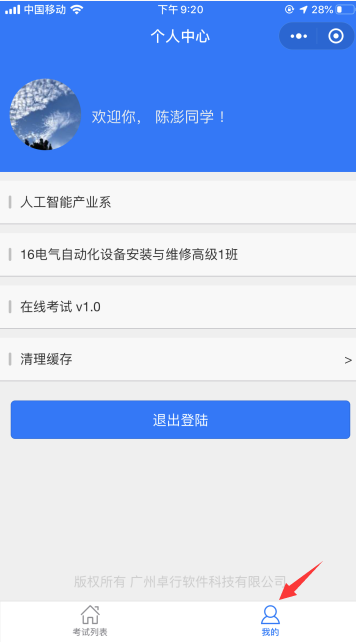 中国移动 下午 9:20 28%
个人中心
欢迎你， 陈澎同学！
人工智能产业系
16电气自动化设备安装与维修高级1班
在线考试 v1.0
清理缓存 >
退出登陆
版权所有 广州卓行软件科技有限公司
考试列表 我的